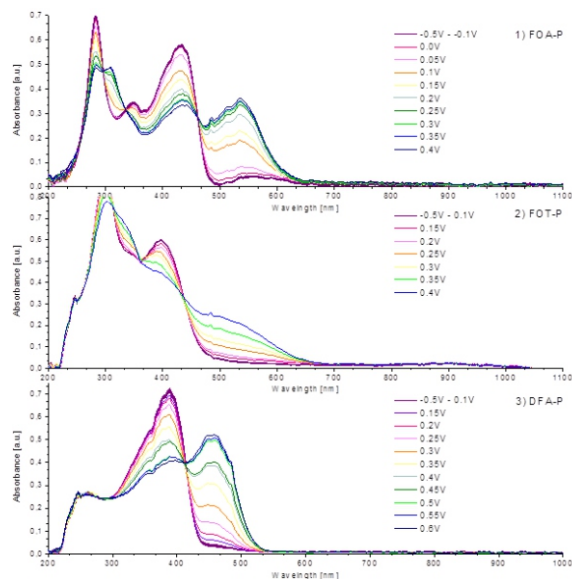 0.7
0.6
0.5
0.4
0.3
0.2
0.1
0.0
Absorbance [a.u.]
1) FOA-P
-0.5V - -0.1V
0.0V
0.05V
0.1V
0.15V
0.2V
0.25V
0.3V
0.35V
0.4V
200 300 400 500 600 700 800 900 1000 1100
Wavelength [nm]
0.8
0.7
0.6
0.5
0.4
0.3
0.2
0.1
0.0
Absorbance [a.u.]
2) FOT-P
-0.5V - 0.1V
0.15V
0.2V
0.25V
0.3V
0.35V
0.4V
200 300 400 500 600 700 800 900 1000 1100
Wavelength [nm]
0.7
0.6
0.5
0.4
0.3
0.2
0.1
0.0
Absorbance [a.u.]
3) DFA-P
-0.5V - 0.1V
0.15V
0.2V
0.25V
0.3V
0.35V
0.4V
0.45V
0.5V
0.55V
0.6V
200 300 400 500 600 700 800 900 1000
Wavelength [nm]